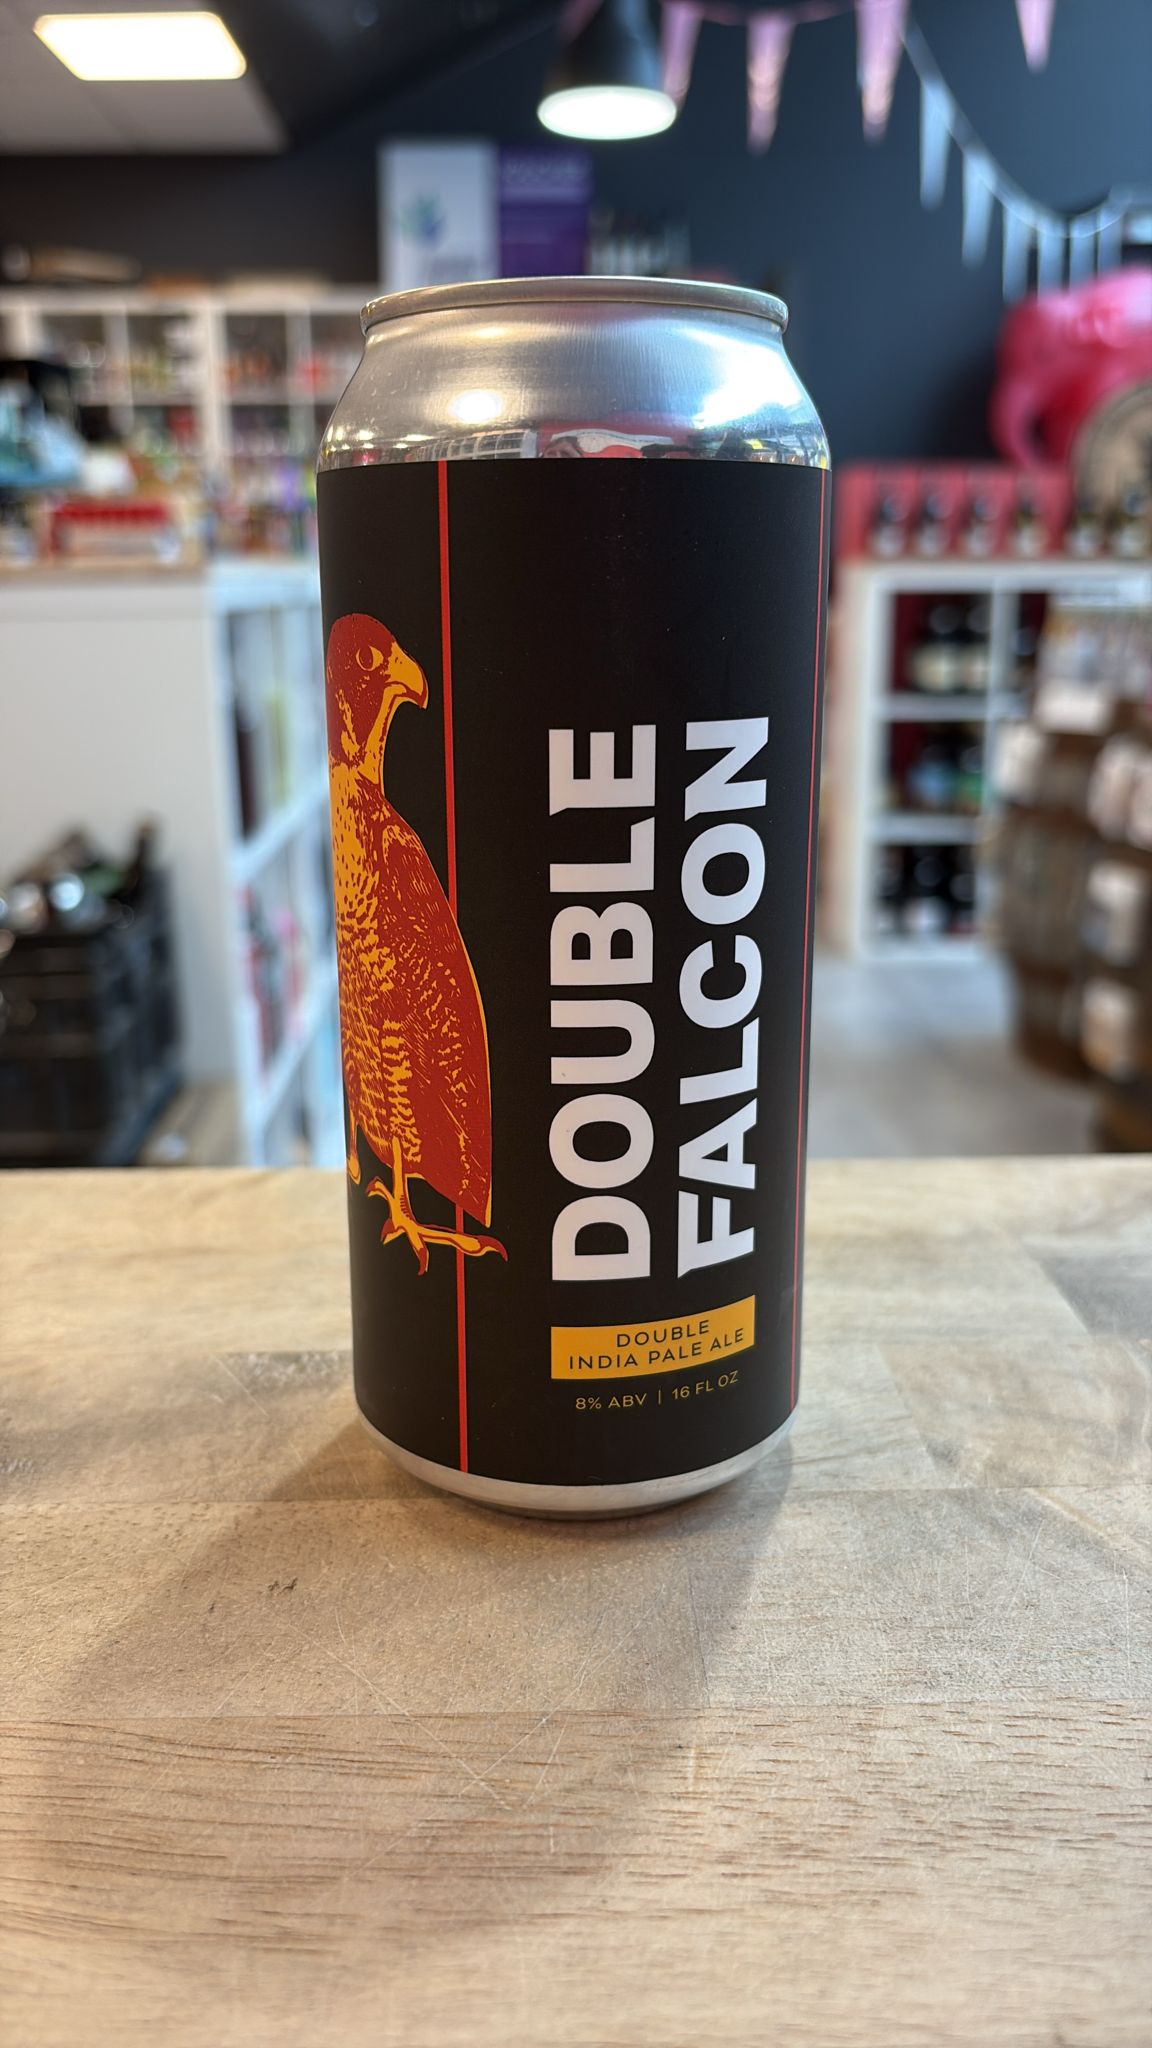 DOUBLE
FALCON
DOUBLE
INDIA PALE ALE
8% ABV | 16 FL OZ